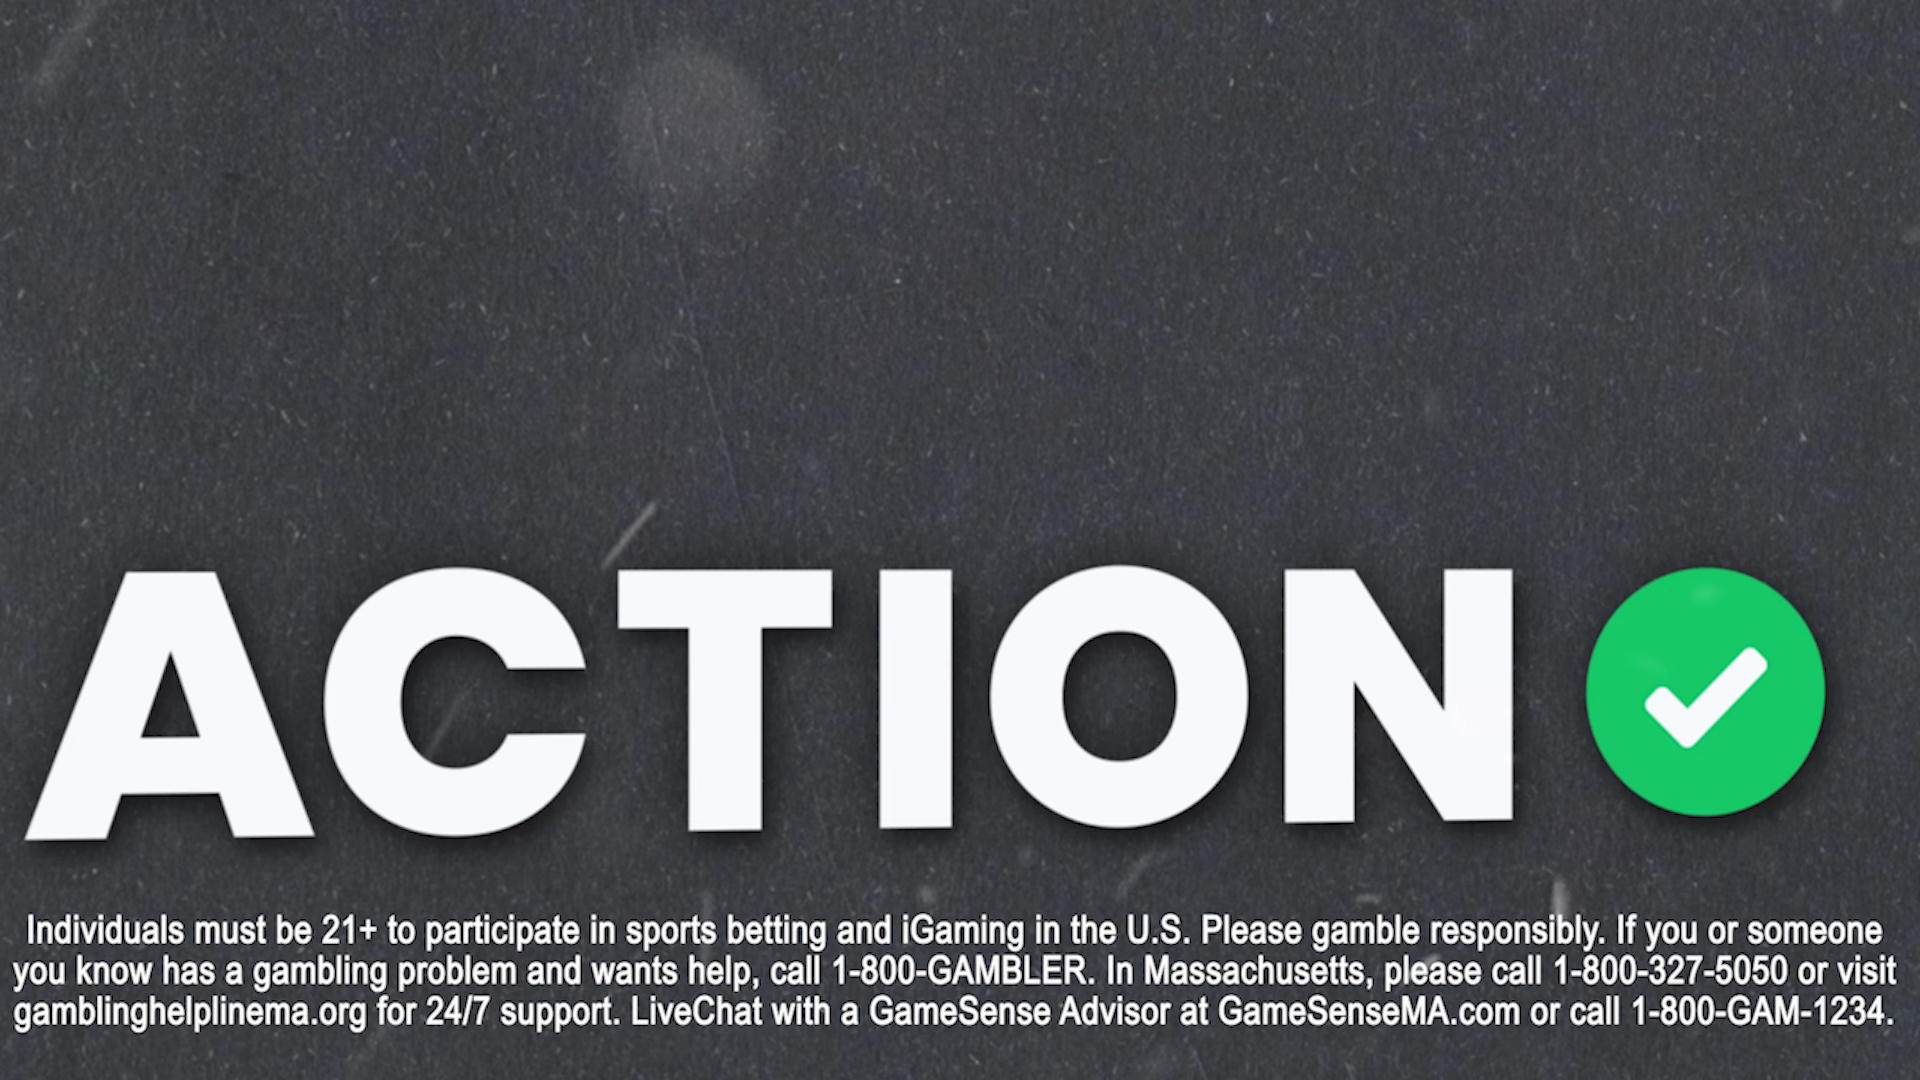 ACTION
Individuals must be 21+ to participate in sports betting and iGaming in the U.S. Please gamble responsibly. If you or someone
you know has a gambling problem and wants help, call 1-800-GAMBLER. In Massachusetts, please call 1-800-327-5050 or visit
gamblinghelplinema.org for 24/7 support. LiveChat with a GameSense Advisor at GameSenseMA.com or call 1-800-GAM-1234.